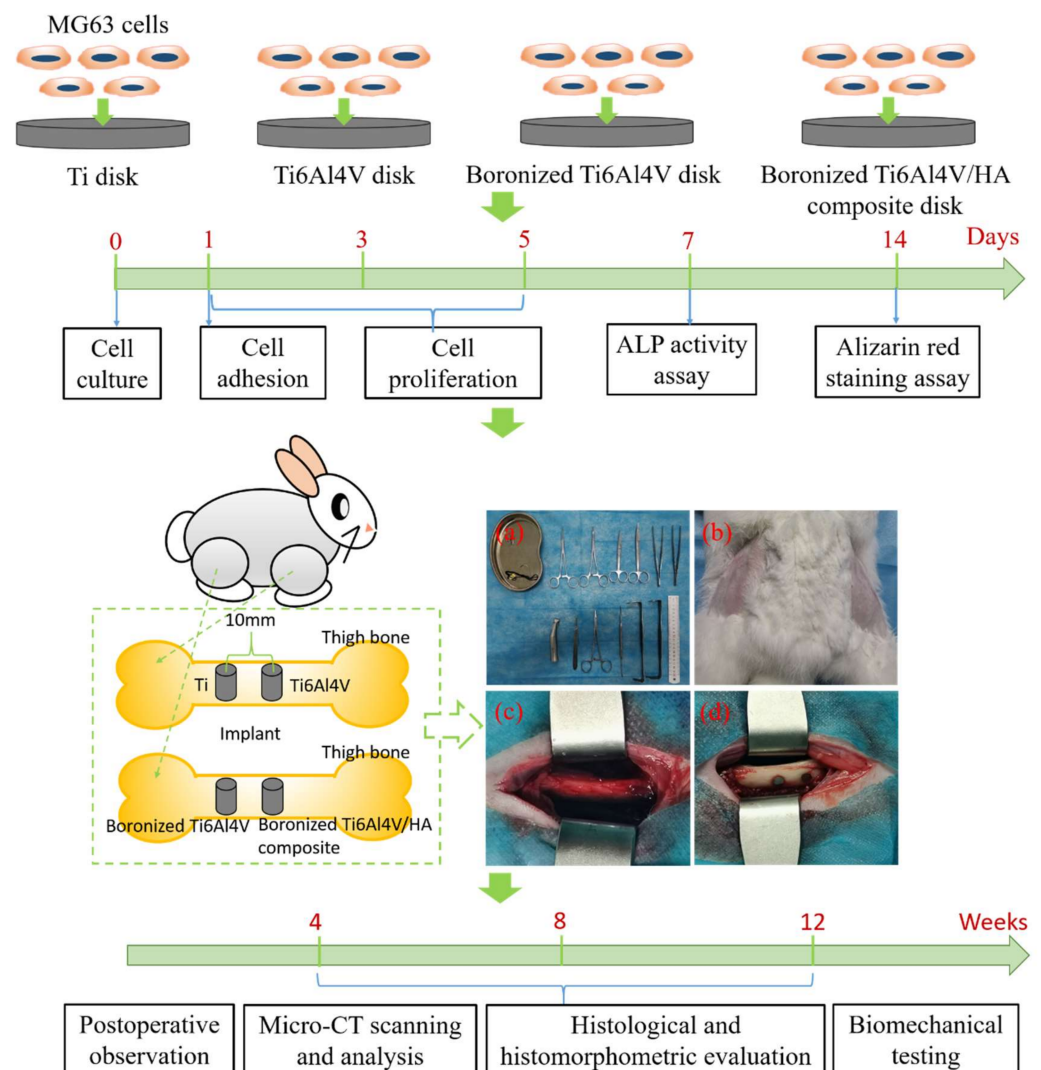 MG63 cells
Ti disk
Ti6Al4V disk
Boronized Ti6Al4V disk
Boronized Ti6Al4V/HA
composite disk
0
1
3
5
7
14
Days
Cell
culture
Cell
adhesion
Cell
proliferation
ALP activity
assay
Alizarin red
staining assay
10mm
Thigh bone
Ti
Ti6Al4V
Implant
Thigh bone
Boronized Ti6Al4V
Boronized Ti6Al4V/HA
composite
(a)
(b)
(c)
(d)
4
8
12
Weeks
Postoperative
observation
Micro-CT scanning
and analysis
Histological and
histomorphometric evaluation
Biomechanical
testing